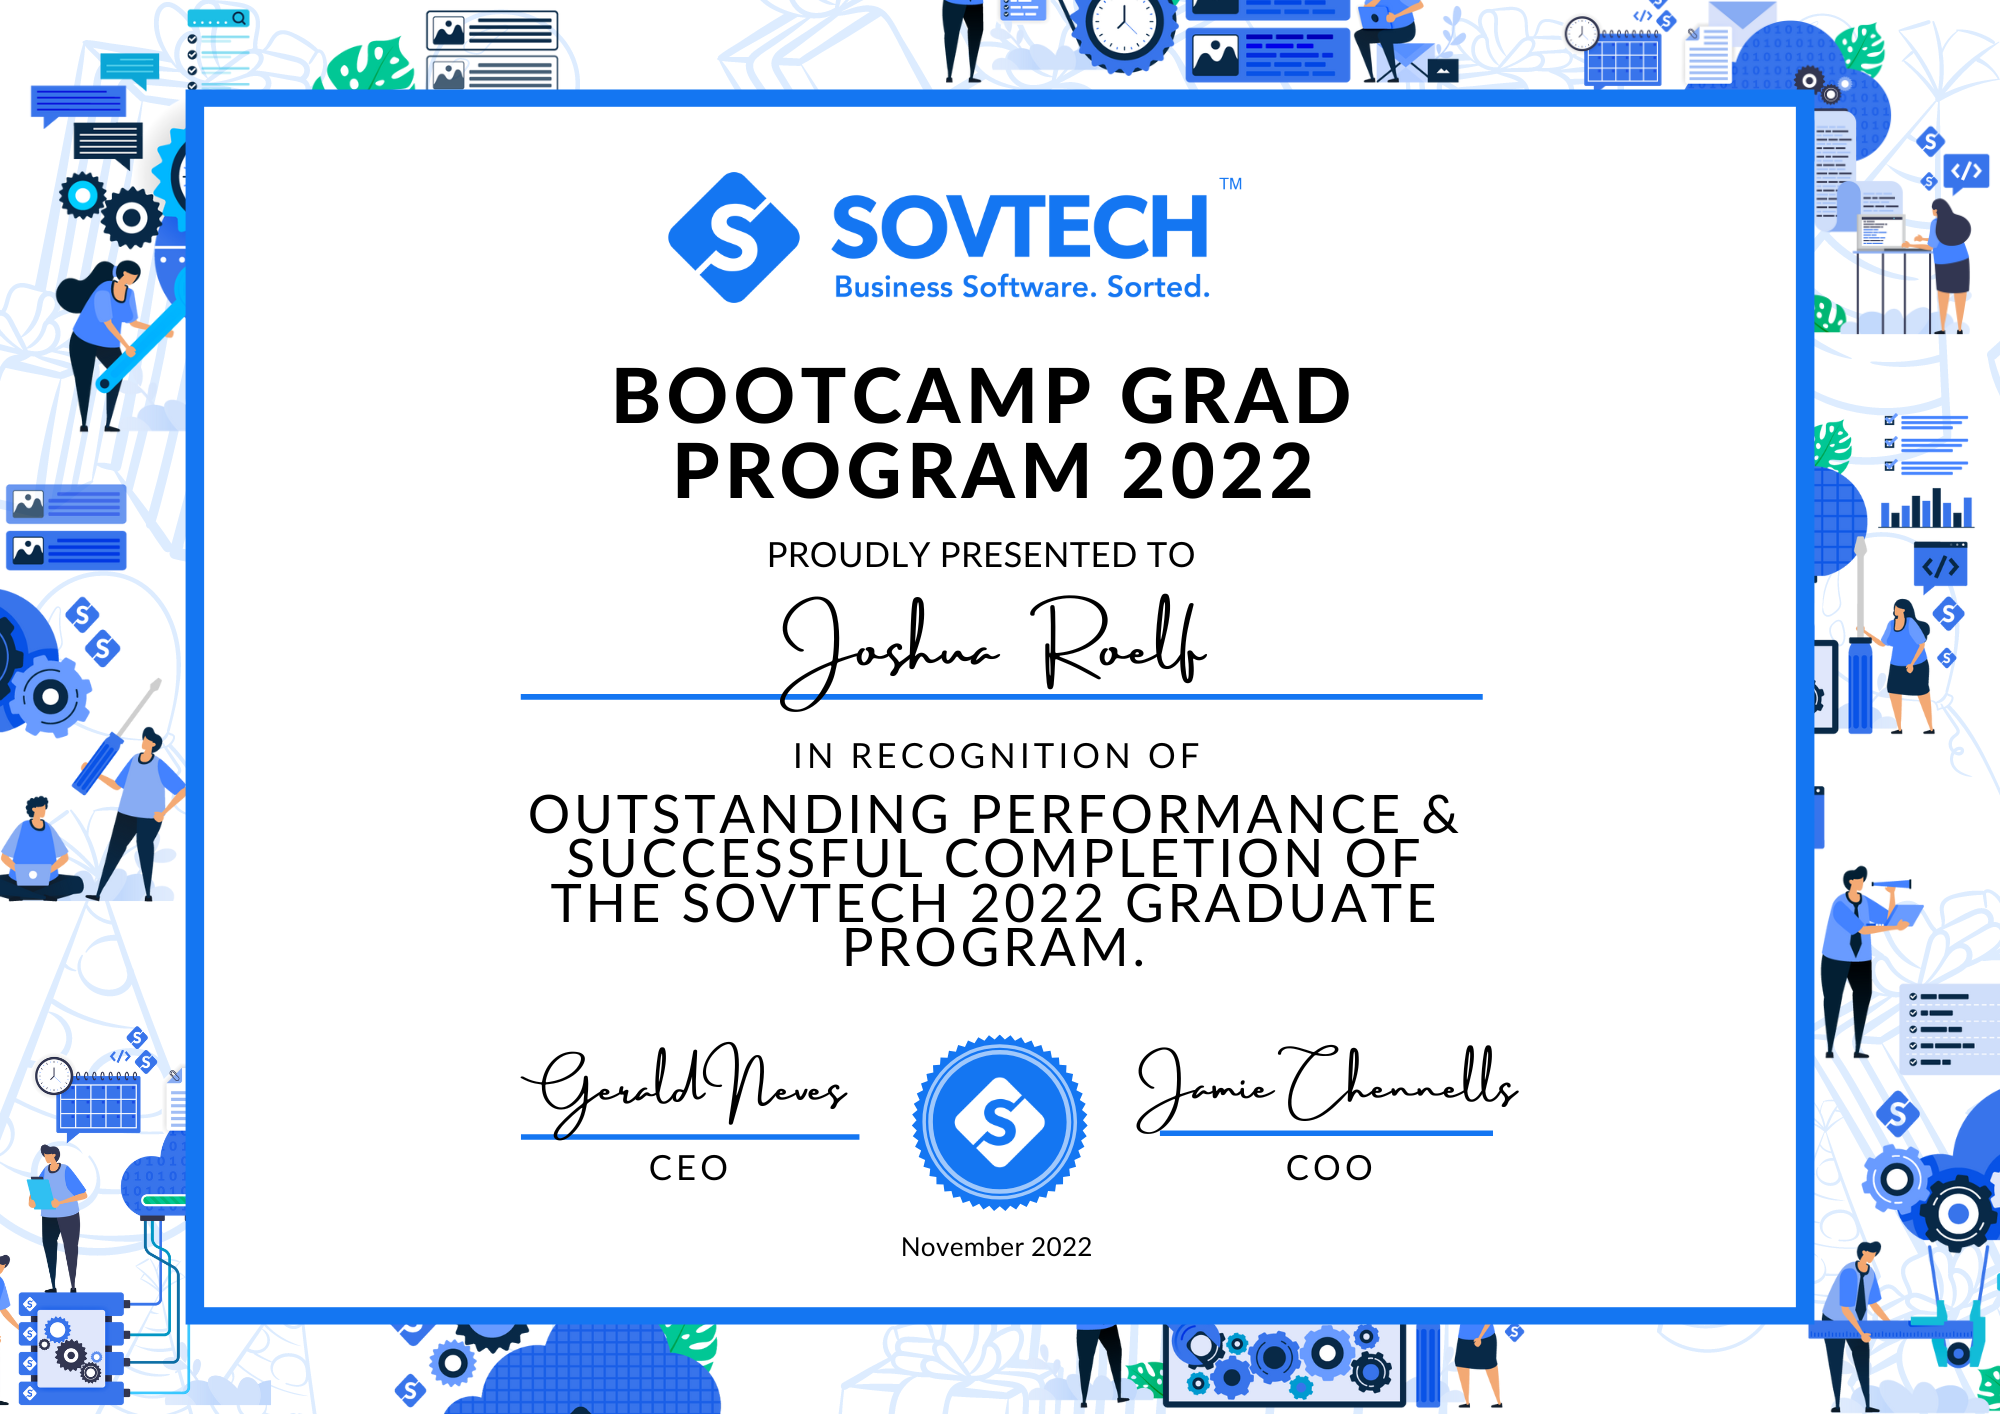 SOVTECH™
Business Software. Sorted.
BOOTCAMP GRAD
PROGRAM 2022
PROUDLY PRESENTED TO
Joshua Roelf
IN RECOGNITION OF
OUTSTANDING PERFORMANCE &
SUCCESSFUL COMPLETION OF
THE SOVTECH 2022 GRADUATE
PROGRAM.
Gerald Neves
CEO
Jamie Chennells
COO
November 2022